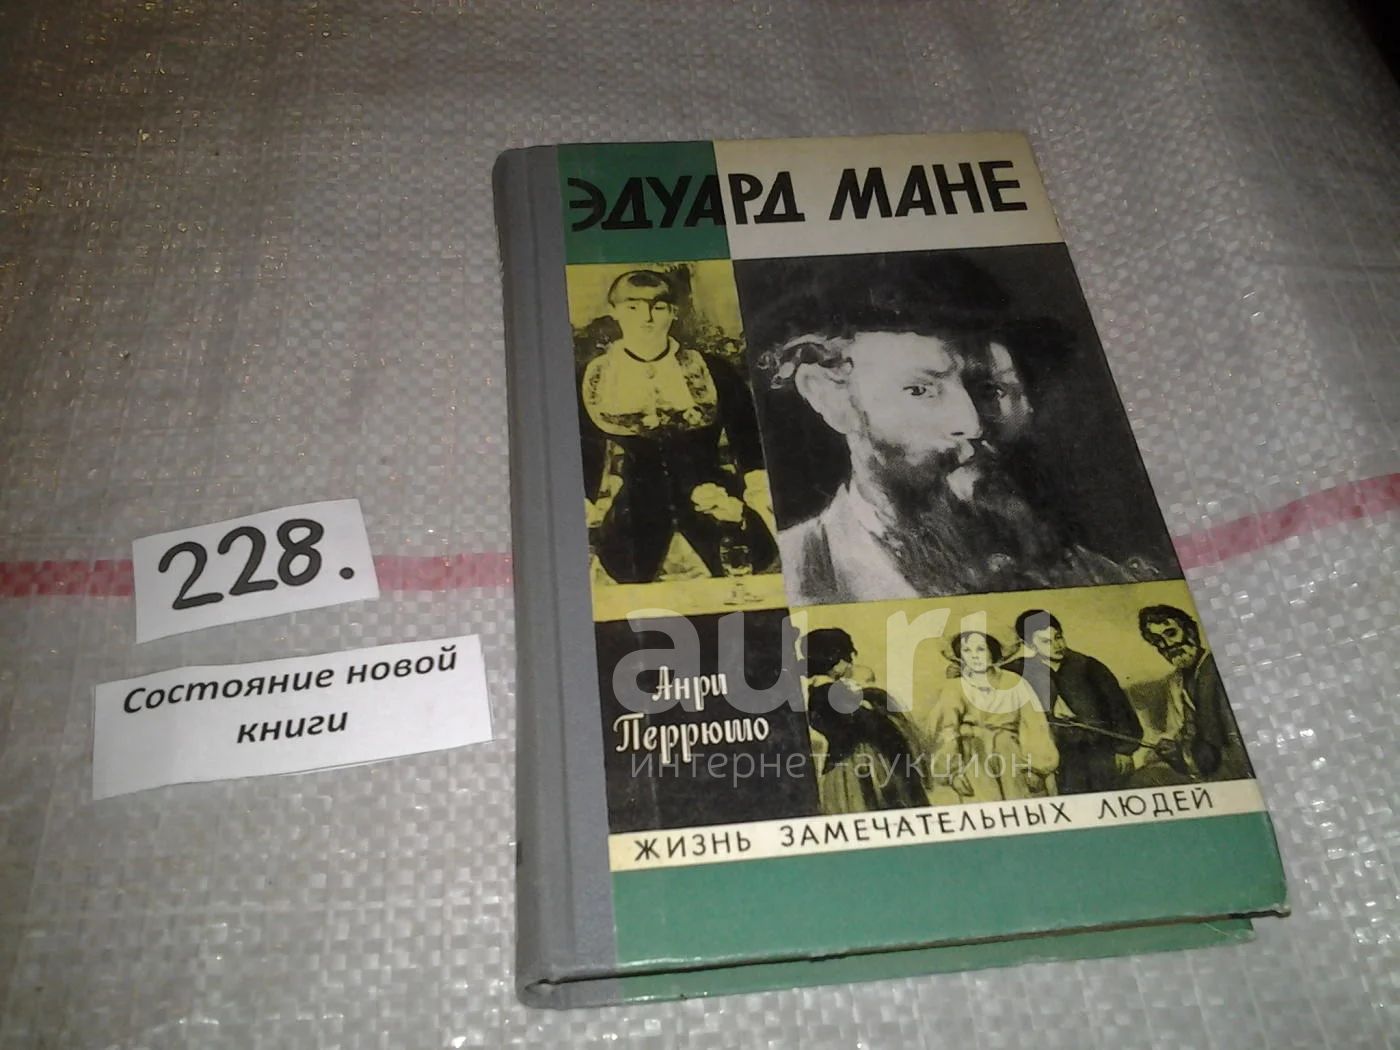 ЭДУАРД МАНЕ
228.
Состояние новой
книги
Анри
Перрюшо
au.ru
интернет-аукцион
ЖИЗНЬ ЗАМЕЧАТЕЛЬНЫХ ЛЮДЕЙ